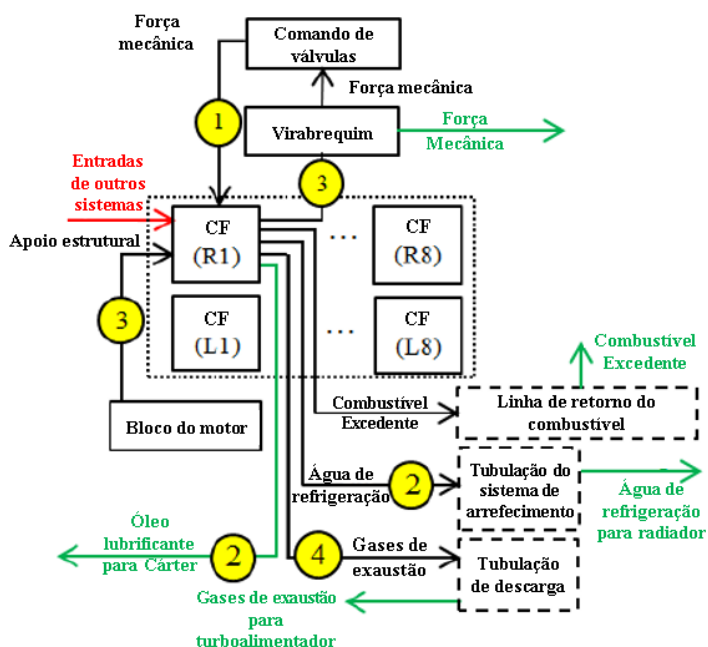 Força
mecânica
Comando de
válvulas
Força mecânica
1
Virabrequim
Força
Mecânica
3
Entradas
de outros
sistemas
Apoio estrutural
CF
(R1)
...
CF
(R8)
3
CF
(L1)
...
CF
(L8)
Combustível
Excedente
Bloco do motor
Combustível
Excedente
Linha de retorno do
combustível
Água de
refrigeração
2
Tubulação do
sistema de
arrefecimento
Água de
refrigeração
para radiador
Óleo
lubrificante
para Cárter
2
4
Gases de
exaustão
Tubulação
de descarga
Gases de exaustão
para
turboalimentador